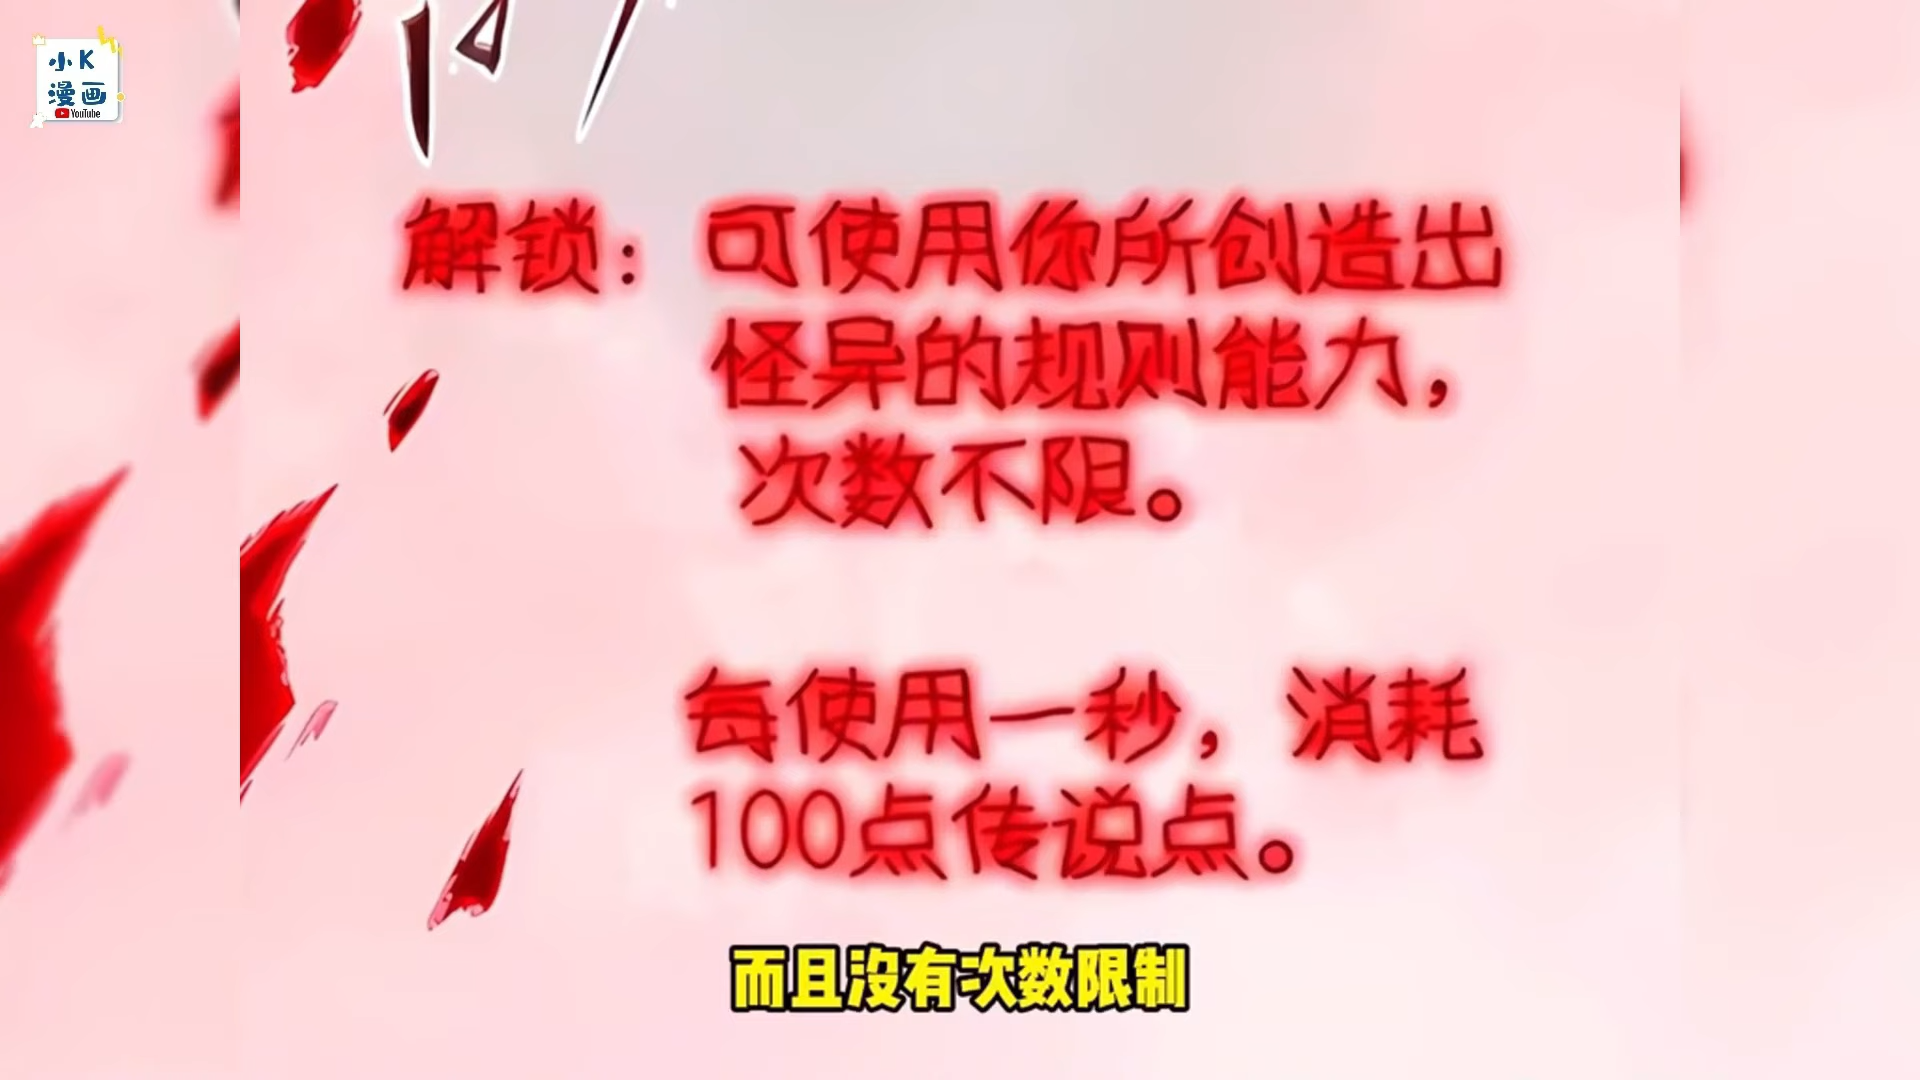 小K
漫画
YouTube
解锁：可使用你所创造出
怪异的规则能力，
次数不限。
每使用一秒，消耗
100点传说点。
而且没有次数限制